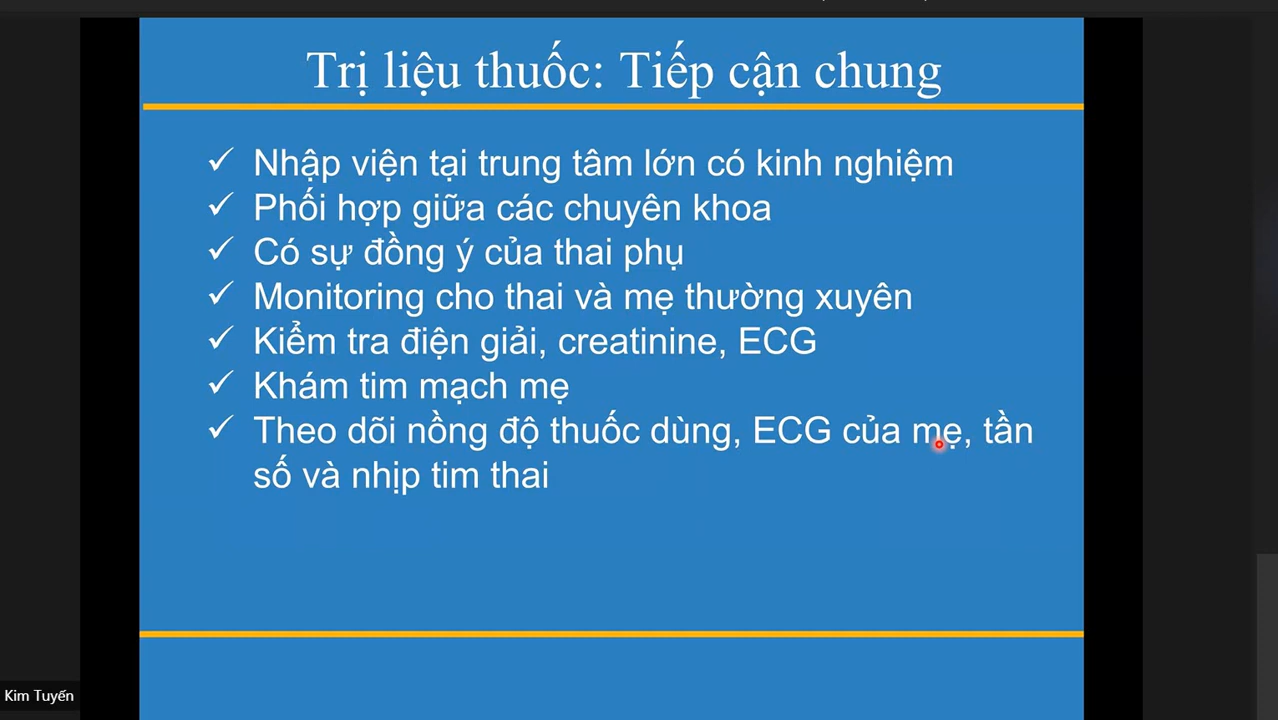 Trị liệu thuốc: Tiếp cận chung
✓ Nhập viện tại trung tâm lớn có kinh nghiệm
✓ Phối hợp giữa các chuyên khoa
✓ Có sự đồng ý của thai phụ
✓ Monitoring cho thai và mẹ thường xuyên
✓ Kiểm tra điện giải, creatinine, ECG
✓ Khám tim mạch mẹ
✓ Theo dõi nồng độ thuốc dùng, ECG của mẹ, tần
số và nhịp tim thai
Kim Tuyến